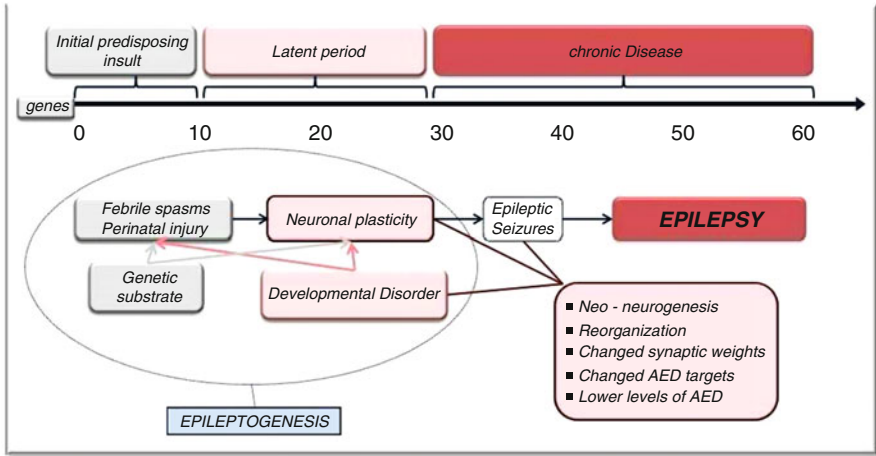 Initial predisposing
insult
Latent period
chronic Disease
genes
0 10 20 30 40 50 60
Febrile spasms
Perinatal injury
Neuronal plasticity
Epileptic
Seizures
EPILEPSY
Genetic
substrate
Developmental Disorder
■ Neo - neurogenesis
■ Reorganization
■ Changed synaptic weights
■ Changed AED targets
■ Lower levels of AED
EPILEPTOGENESIS